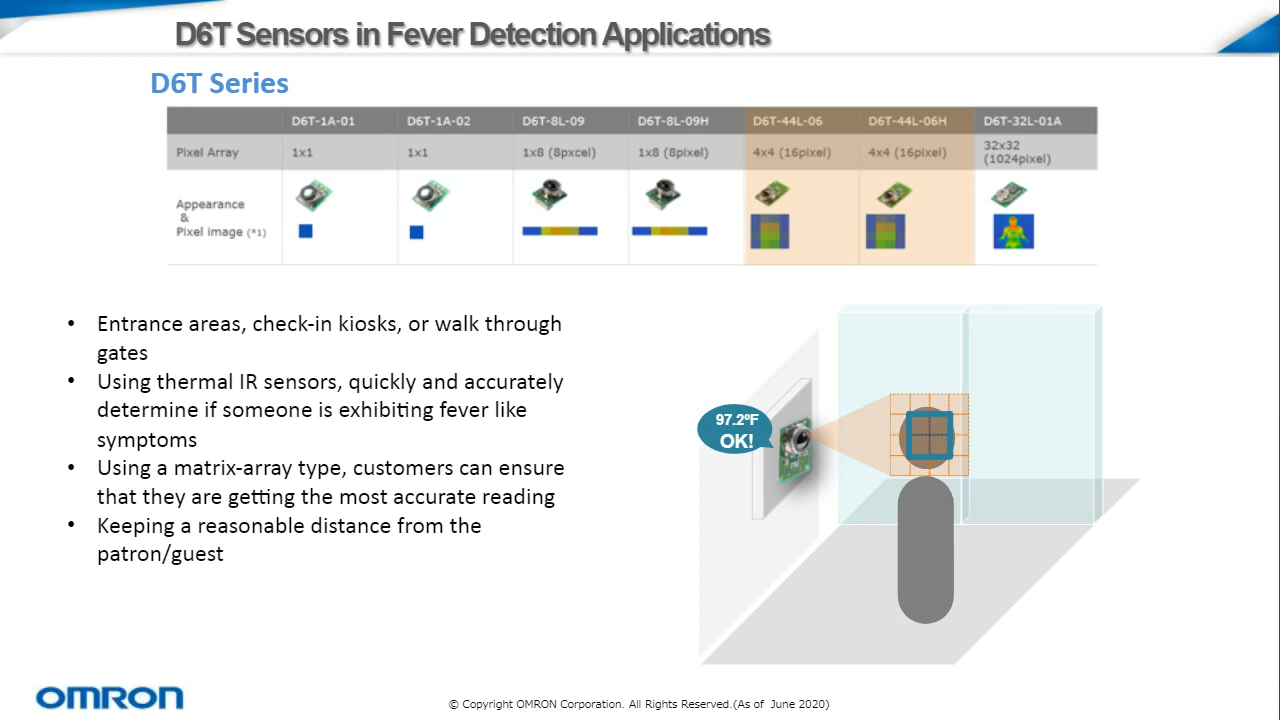 D6T Sensors in Fever Detection Applications
D6T Series
D6T-1A-01 D6T-1A-02 D6T-8L-09 D6T-8L-09H D6T-44L-06 D6T-44L-06H D6T-32L-01A
Pixel Array 1x1 1x1 1x8 (8pxcel) 1x8 (8pixel) 4x4 (16pixel) 4x4 (16pixel) 32x32
(1024pixel)
Appearance
&
Pixel image (*1)
• Entrance areas, check-in kiosks, or walk through
gates
• Using thermal IR sensors, quickly and accurately
determine if someone is exhibiting fever like
symptoms
• Using a matrix-array type, customers can ensure
that they are getting the most accurate reading
• Keeping a reasonable distance from the
patron/guest
97.2ºF
OK!
OMRON
© Copyright OMRON Corporation. All Rights Reserved.(As of June 2020)